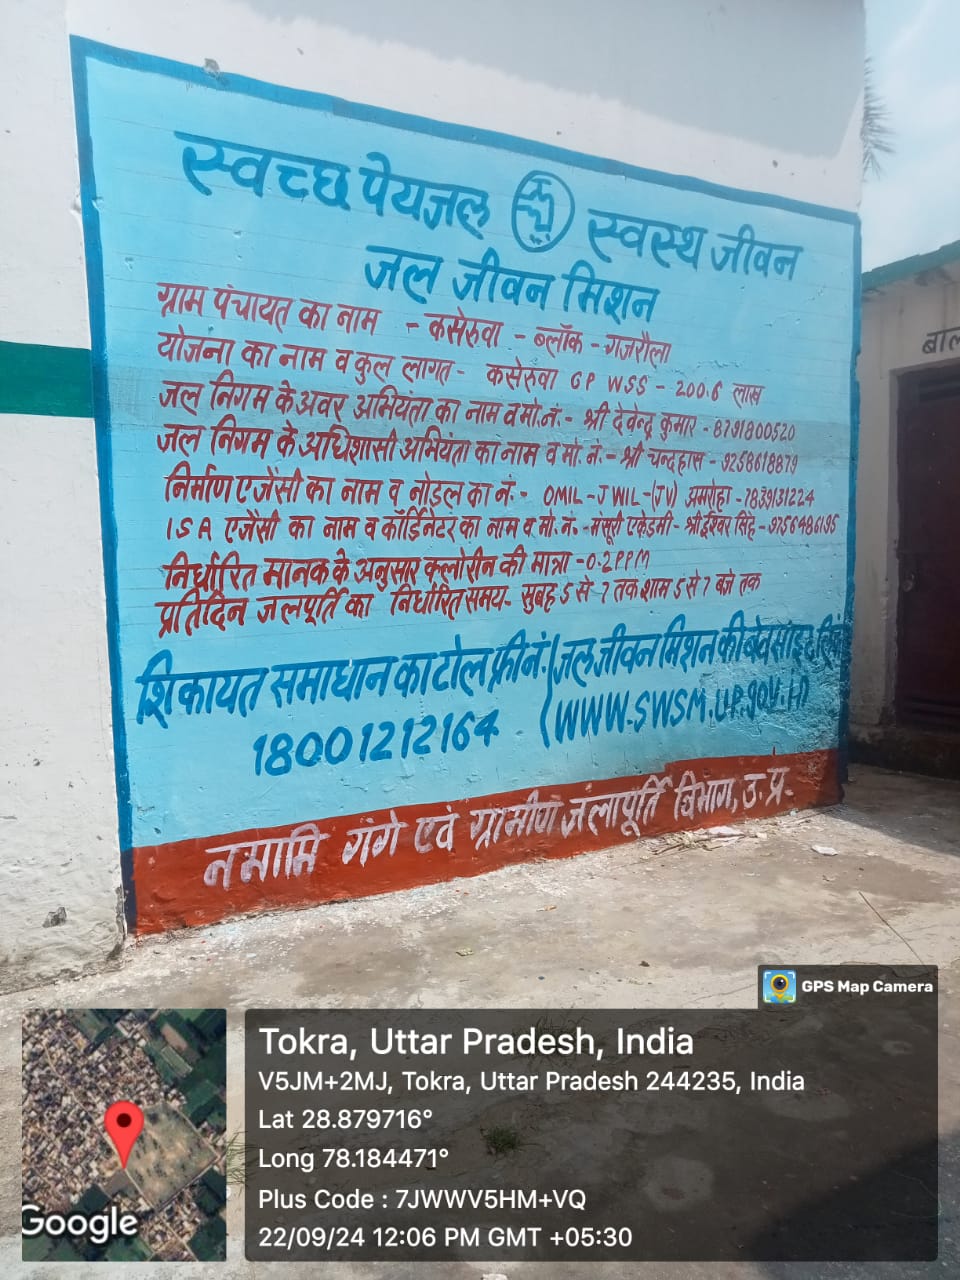 स्वच्छ पेयजल स्वस्थ जीवन
जल जीवन मिशन
ग्राम पंचायत का नाम - कसेरुवा - ब्लॉक - गजरौला
योजना का नाम व कुल लागत - कसेरुवा GP WSS - 200.6 लाख
जल निगम के अवर अभियंता का नाम व मो.नं. - श्री देवेन्द्र कुमार - 8791800520
जल निगम के अधिशासी अभियंता का नाम व मो. नं. - श्री चन्द्रहास - 9258618879
निर्माण एजेंसी का नाम व नोड्ल का नं. - OMIL-JWIL-(JV) अमरोहा - 7839131224
ISA एजेंसी का नाम व कॉर्डिनेटर का नाम व मो. नं. - मंसूरी एकेडमी - श्री ईश्वर सिंह - 9756486195
निर्धारित मानक के अनुसार क्लोरीन की मात्रा - 0.2 PPM
प्रतिदिन जलपूर्ति का निर्धारित समय - सुबह 5 से 7 तक शाम 5 से 7 बजे तक
शिकायत समाधान का टोल फ्री नं. (जल जीवन मिशन की बेव साइट
18001212164 (WWW.SWSM.UP.gov.in
नमामि गंगे एवं ग्रामीण जलापूर्ति विभाग, उ. प्र.
बाल
GPS Map Camera
Tokra, Uttar Pradesh, India
V5JM+2MJ, Tokra, Uttar Pradesh 244235, India
Lat 28.879716°
Long 78.184471°
Plus Code : 7JWWV5HM+VQ
22/09/24 12:06 PM GMT +05:30
Google